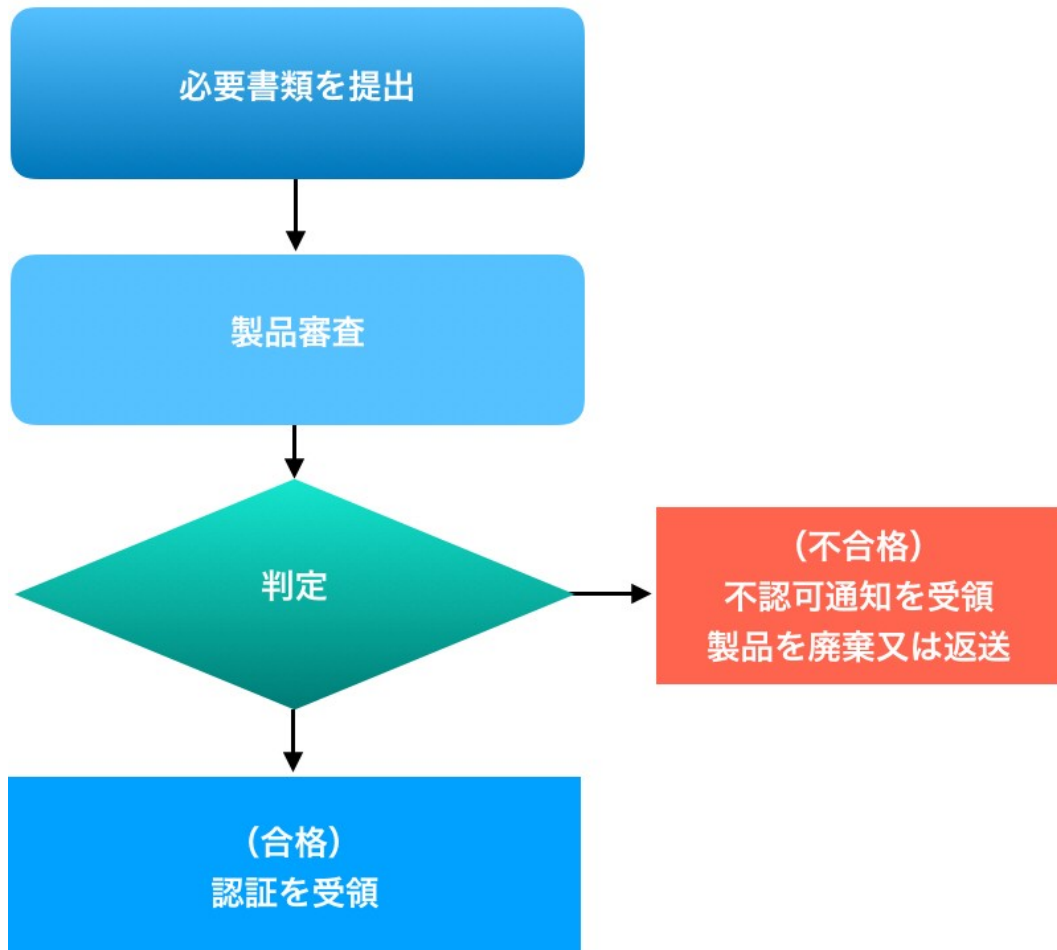 必要書類を提出
製品審査
判定
（不合格）
不認可通知を受領
製品を廃棄又は返送
（合格）
認証を受領